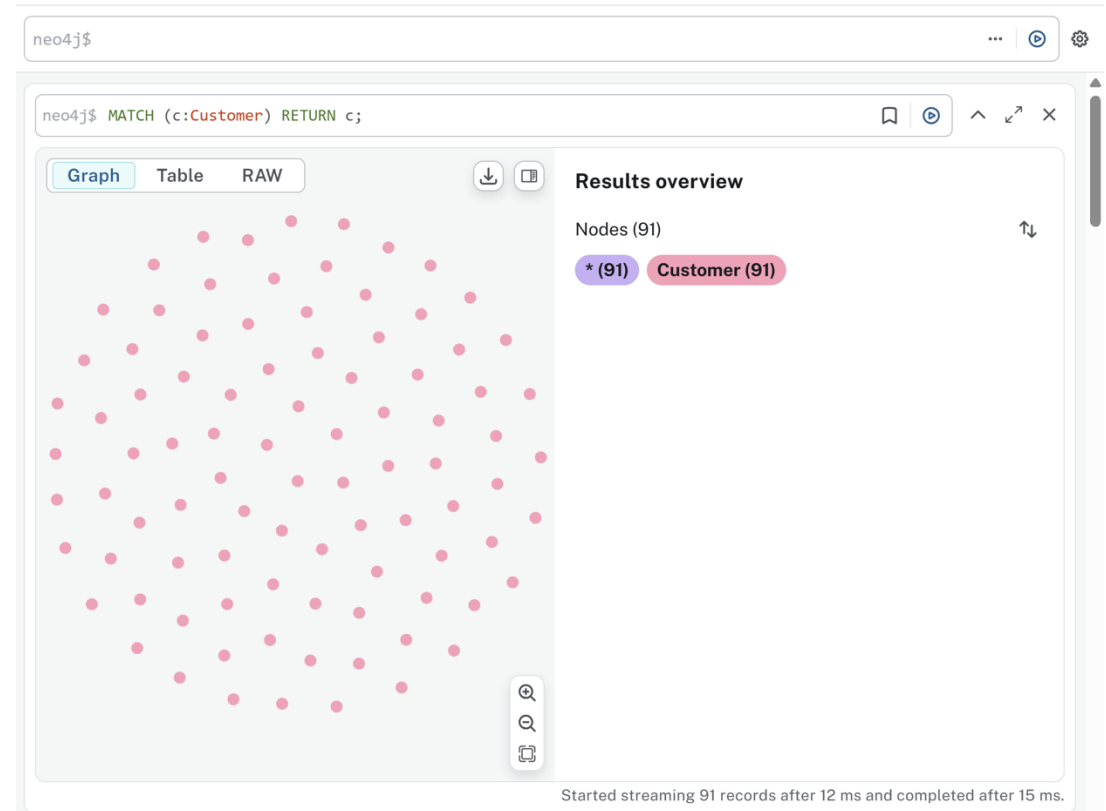 neo4j$
neo4j$ MATCH (c:Customer) RETURN c;
Graph Table RAW
Results overview
Nodes (91)
* (91) Customer (91)
Started streaming 91 records after 12 ms and completed after 15 ms.